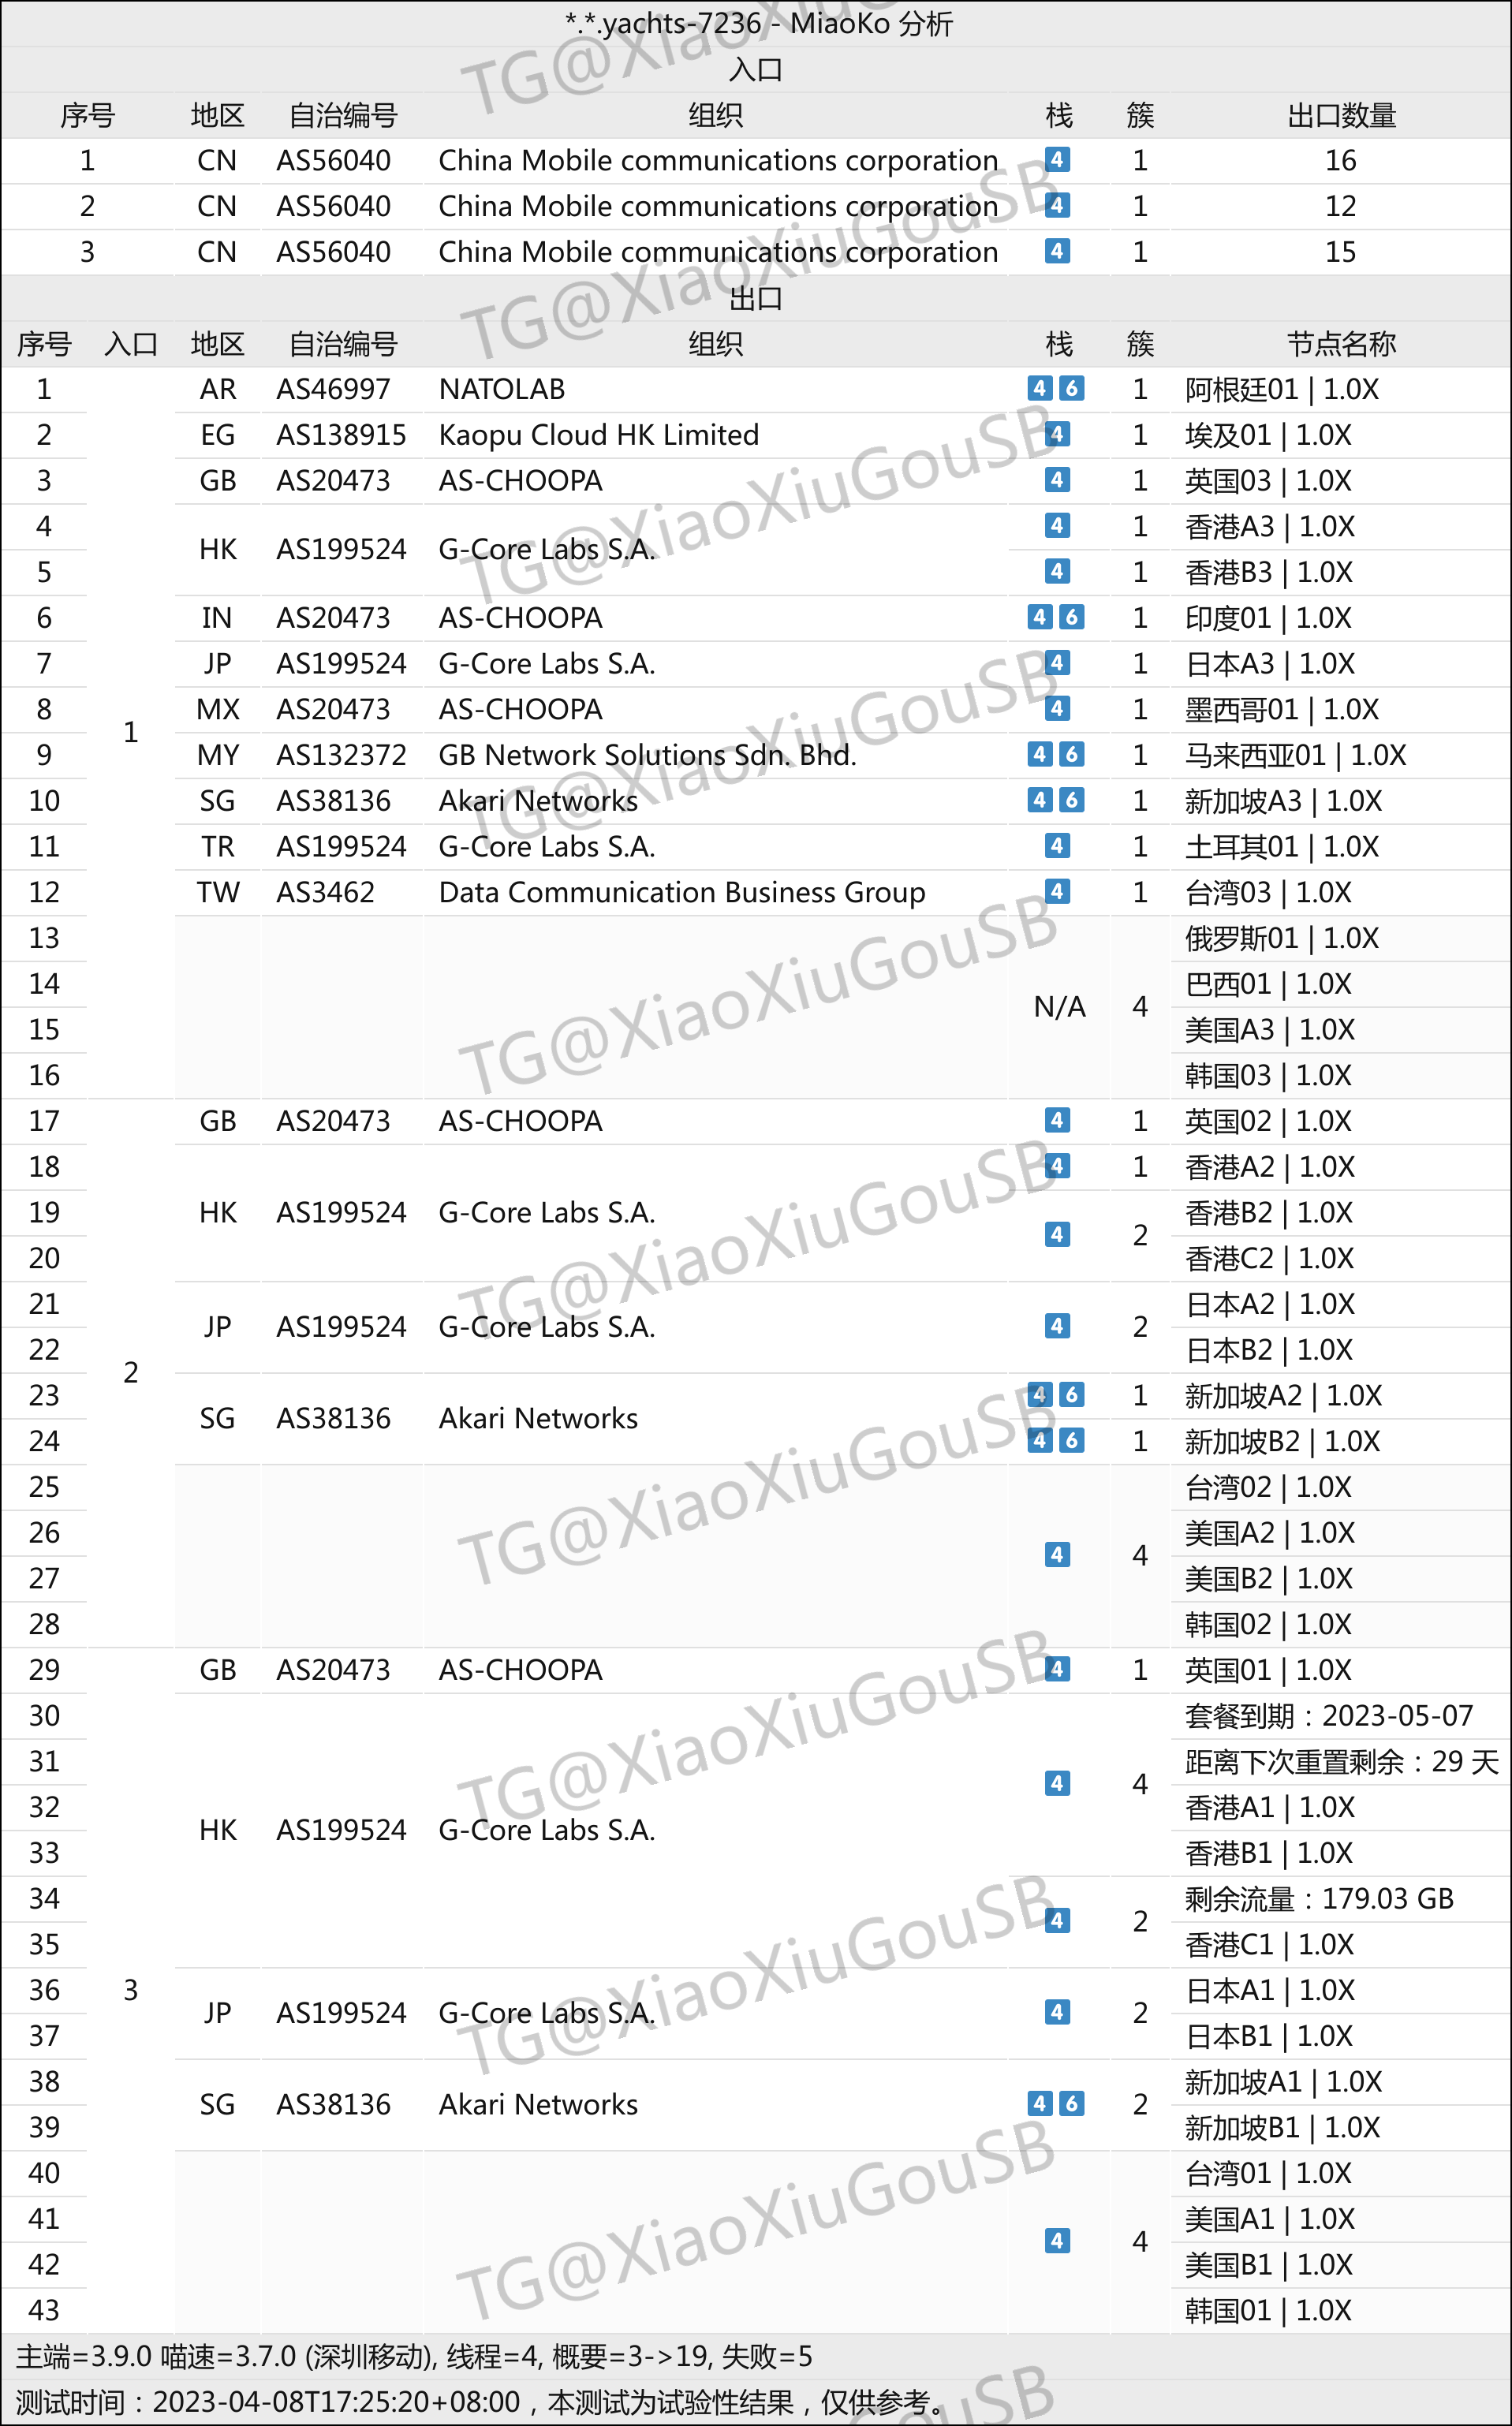 *.*.yachts-7236 - MiaoKo 分析
入口
序号 地区 自治编号 组织 栈 簇 出口数量
1 CN AS56040 China Mobile communications corporation 4 1 16
2 CN AS56040 China Mobile communications corporation 4 1 12
3 CN AS56040 China Mobile communications corporation 4 1 15
出口
序号 入口 地区 自治编号 组织 栈 簇 节点名称
1 AR AS46997 NATOLAB 4 6 1 阿根廷01 | 1.0X
2 EG AS138915 Kaopu Cloud HK Limited 4 1 埃及01 | 1.0X
3 GB AS20473 AS-CHOOPA 4 1 英国03 | 1.0X
4 HK AS199524 G-Core Labs S.A. 4 1 香港A3 | 1.0X
5 4 1 香港B3 | 1.0X
6 IN AS20473 AS-CHOOPA 4 6 1 印度01 | 1.0X
7 JP AS199524 G-Core Labs S.A. 4 1 日本A3 | 1.0X
8 1 MX AS20473 AS-CHOOPA 4 1 墨西哥01 | 1.0X
9 MY AS132372 GB Network Solutions Sdn. Bhd. 4 6 1 马来西亚01 | 1.0X
10 SG AS38136 Akari Networks 4 6 1 新加坡A3 | 1.0X
11 TR AS199524 G-Core Labs S.A. 4 1 土耳其01 | 1.0X
12 TW AS3462 Data Communication Business Group 4 1 台湾03 | 1.0X
13 俄罗斯01 | 1.0X
14 N/A 4 巴西01 | 1.0X
15 美国A3 | 1.0X
16 韩国03 | 1.0X
17 GB AS20473 AS-CHOOPA 4 1 英国02 | 1.0X
18 4 1 香港A2 | 1.0X
19 HK AS199524 G-Core Labs S.A. 4 2 香港B2 | 1.0X
20 香港C2 | 1.0X
21 JP AS199524 G-Core Labs S.A. 4 2 日本A2 | 1.0X
22 2 日本B2 | 1.0X
23 SG AS38136 Akari Networks 4 6 1 新加坡A2 | 1.0X
24 4 6 1 新加坡B2 | 1.0X
25 台湾02 | 1.0X
26 4 4 美国A2 | 1.0X
27 美国B2 | 1.0X
28 韩国02 | 1.0X
29 GB AS20473 AS-CHOOPA 4 1 英国01 | 1.0X
30 套餐到期：2023-05-07
31 4 4 距离下次重置剩余：29 天
32 HK AS199524 G-Core Labs S.A. 香港A1 | 1.0X
33 香港B1 | 1.0X
34 4 2 剩余流量：179.03 GB
35 香港C1 | 1.0X
36 3 JP AS199524 G-Core Labs S.A. 4 2 日本A1 | 1.0X
37 日本B1 | 1.0X
38 SG AS38136 Akari Networks 4 6 2 新加坡A1 | 1.0X
39 新加坡B1 | 1.0X
40 台湾01 | 1.0X
41 4 4 美国A1 | 1.0X
42 美国B1 | 1.0X
43 韩国01 | 1.0X
主端=3.9.0 喵速=3.7.0 (深圳移动), 线程=4, 概要=3->19, 失败=5
测试时间：2023-04-08T17:25:20+08:00，本测试为试验性结果，仅供参考。
TG@XiaoXiuGouSB
TG@XiaoXiuGouSB
TG@XiaoXiuGouSB
TG@XiaoXiuGouSB
TG@XiaoXiuGouSB
TG@XiaoXiuGouSB
TG@XiaoXiuGouSB
TG@XiaoXiuGouSB
TG@XiaoXiuGouSB
TG@XiaoXiuGouSB